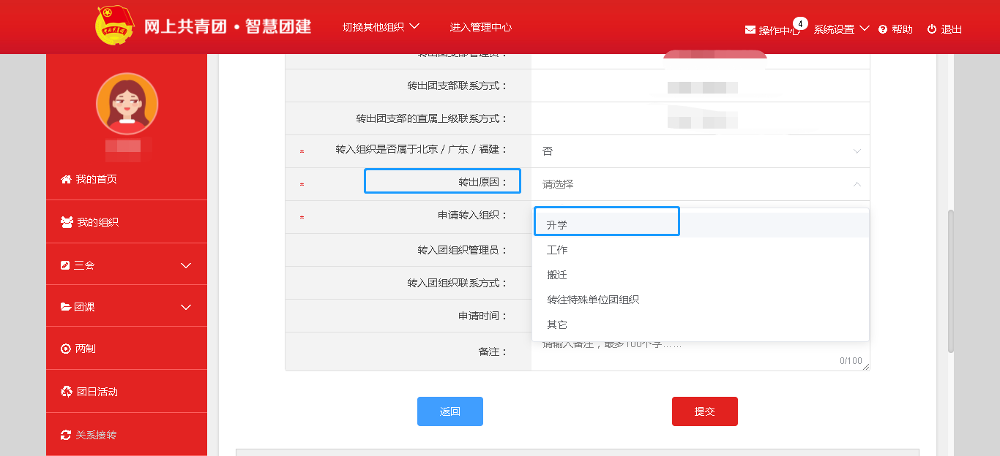 网上共青团·智慧团建
切换其他组织
进入管理中心
操作中心
4
系统设置
帮助
退出
我的首页
我的组织
三会
团课
两制
团日活动
关系接转
转出团支部管理员：
转出团支部联系方式：
转出团支部的直属上级联系方式：
* 转入组织是否属于北京/广东/福建： 否
* 转出原因： 请选择
* 申请转入组织：
升学
工作
搬迁
转往特殊单位团组织
其它
转入团组织管理员：
转入团组织联系方式：
申请时间：
备注： 请输入备注，最多100个字……
0/100
返回
提交